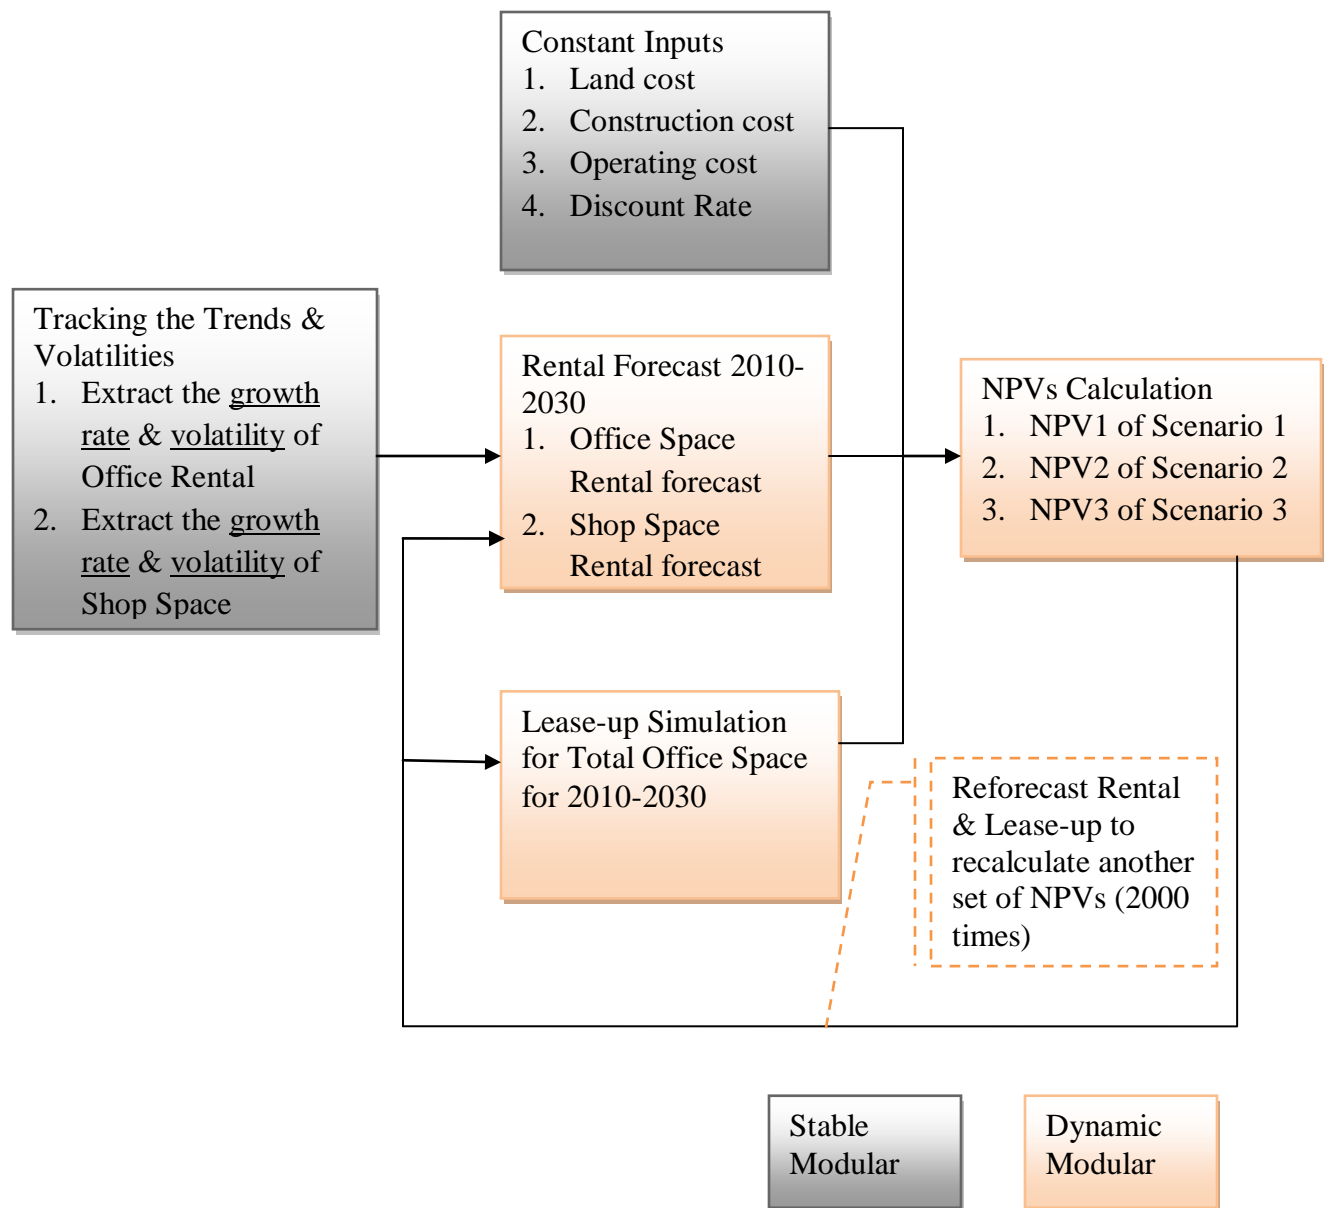 Constant Inputs
1. Land cost
2. Construction cost
3. Operating cost
4. Discount Rate
Tracking the Trends &
Volatilities
1. Extract the growth
rate & volatility of
Office Rental
2. Extract the growth
rate & volatility of
Shop Space
Rental Forecast 2010-
2030
1. Office Space
Rental forecast
2. Shop Space
Rental forecast
NPVs Calculation
1. NPV1 of Scenario 1
2. NPV2 of Scenario 2
3. NPV3 of Scenario 3
Lease-up Simulation
for Total Office Space
for 2010-2030
Reforecast Rental
& Lease-up to
recalculate another
set of NPVs (2000
times)
Stable
Modular
Dynamic
Modular